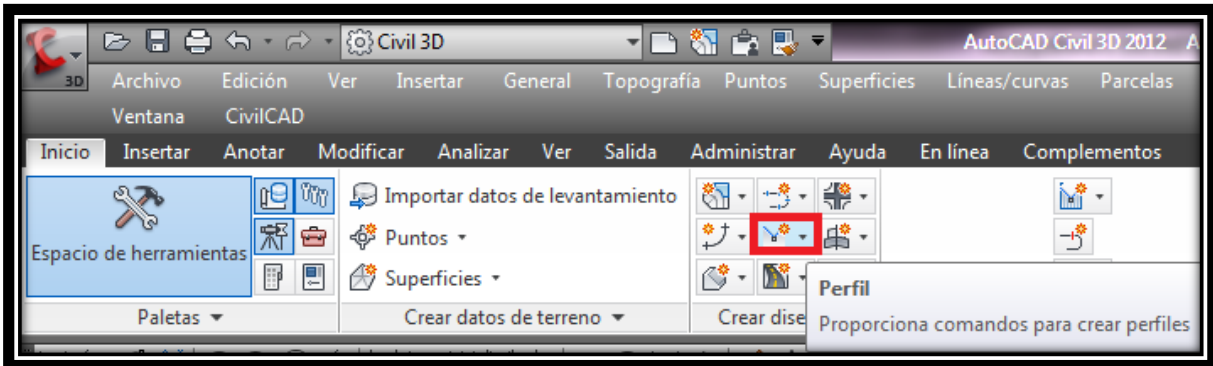 Civil 3D AutoCAD Civil 3D 2012
3D Archivo Edición Ver Insertar General Topografía Puntos Superficies Líneas/curvas Parcelas
Ventana CivilCAD
Inicio Insertar Anotar Modificar Analizar Ver Salida Administrar Ayuda En línea Complementos
Importar datos de levantamiento
Puntos
Espacio de herramientas
Superficies
Perfil
Paletas Crear datos de terreno Crear dise
Proporciona comandos para crear perfiles